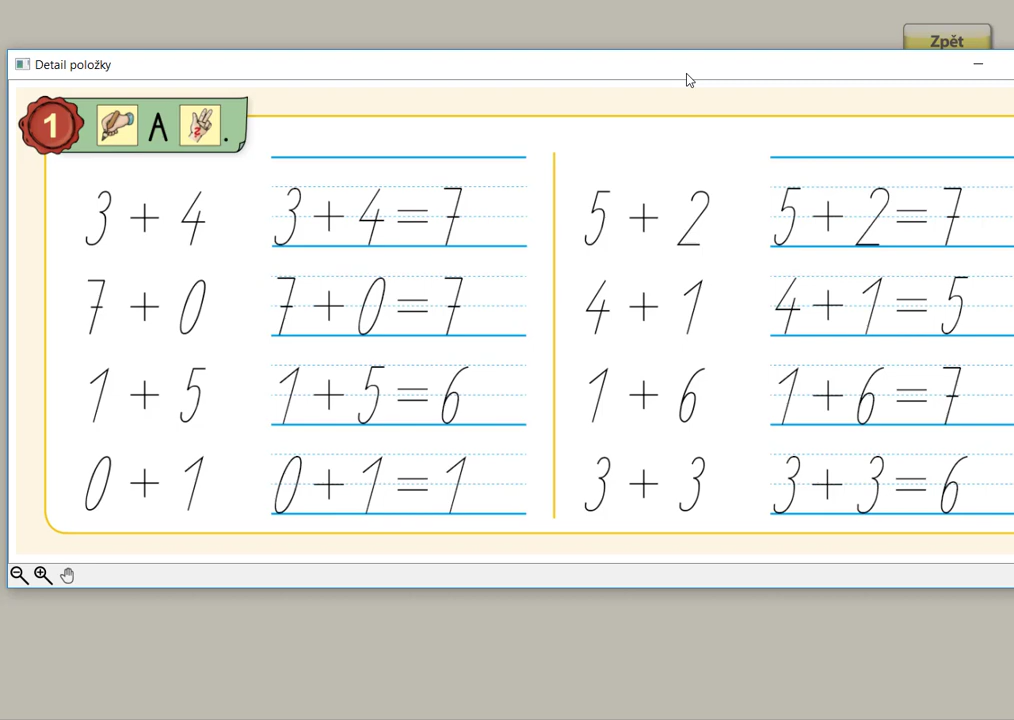 Zpět
Detail položky
1 A 2 .
3 + 4 3 + 4 = 7
7 + 0 7 + 0 = 7
1 + 5 1 + 5 = 6
0 + 1 0 + 1 = 1
5 + 2 5 + 2 = 7
4 + 1 4 + 1 = 5
1 + 6 1 + 6 = 7
3 + 3 3 + 3 = 6